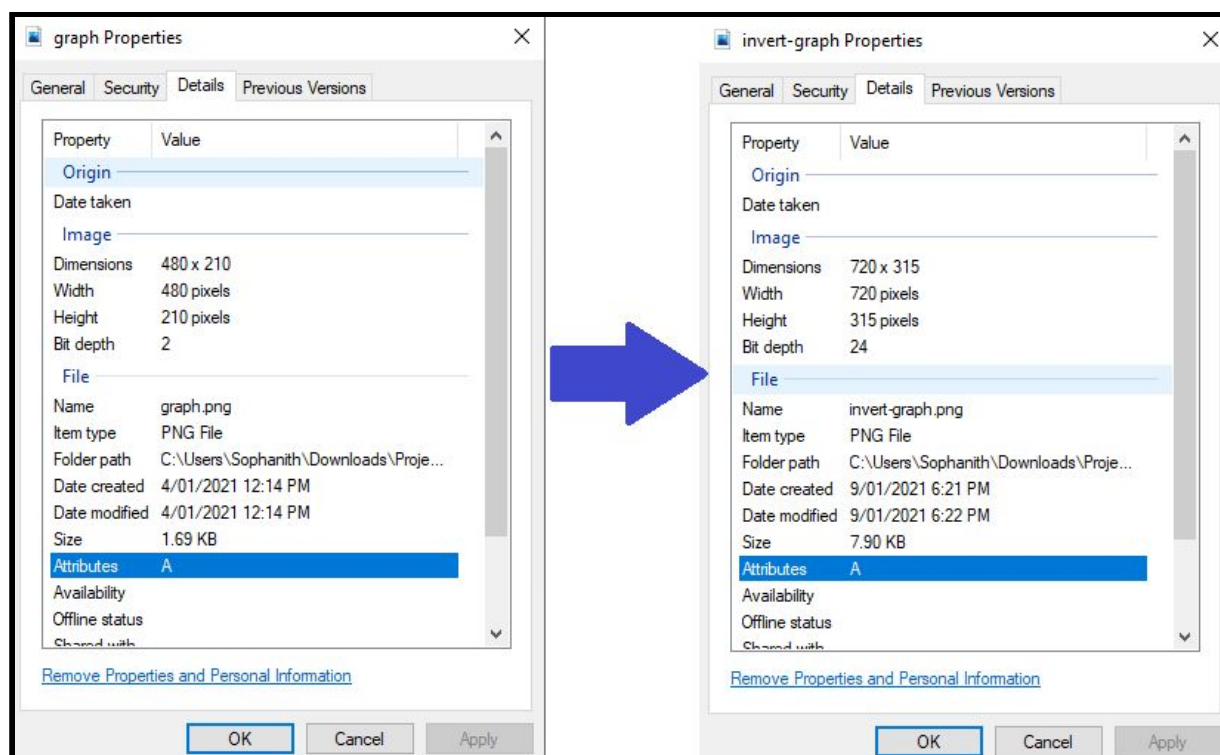 graph Properties
General Security Details Previous Versions
Property Value
Origin
Date taken
Image
Dimensions 480 x 210
Width 480 pixels
Height 210 pixels
Bit depth 2
File
Name graph.png
Item type PNG File
Folder path C:\Users\Sophanith\Downloads\Proje...
Date created 4/01/2021 12:14 PM
Date modified 4/01/2021 12:14 PM
Size 1.69 KB
Attributes A
Availability
Offline status
Shared with
Remove Properties and Personal Information
OK Cancel Apply
invert-graph Properties
General Security Details Previous Versions
Property Value
Origin
Date taken
Image
Dimensions 720 x 315
Width 720 pixels
Height 315 pixels
Bit depth 24
File
Name invert-graph.png
Item type PNG File
Folder path C:\Users\Sophanith\Downloads\Proje...
Date created 9/01/2021 6:21 PM
Date modified 9/01/2021 6:22 PM
Size 7.90 KB
Attributes A
Availability
Offline status
Shared with
Remove Properties and Personal Information
OK Cancel Apply